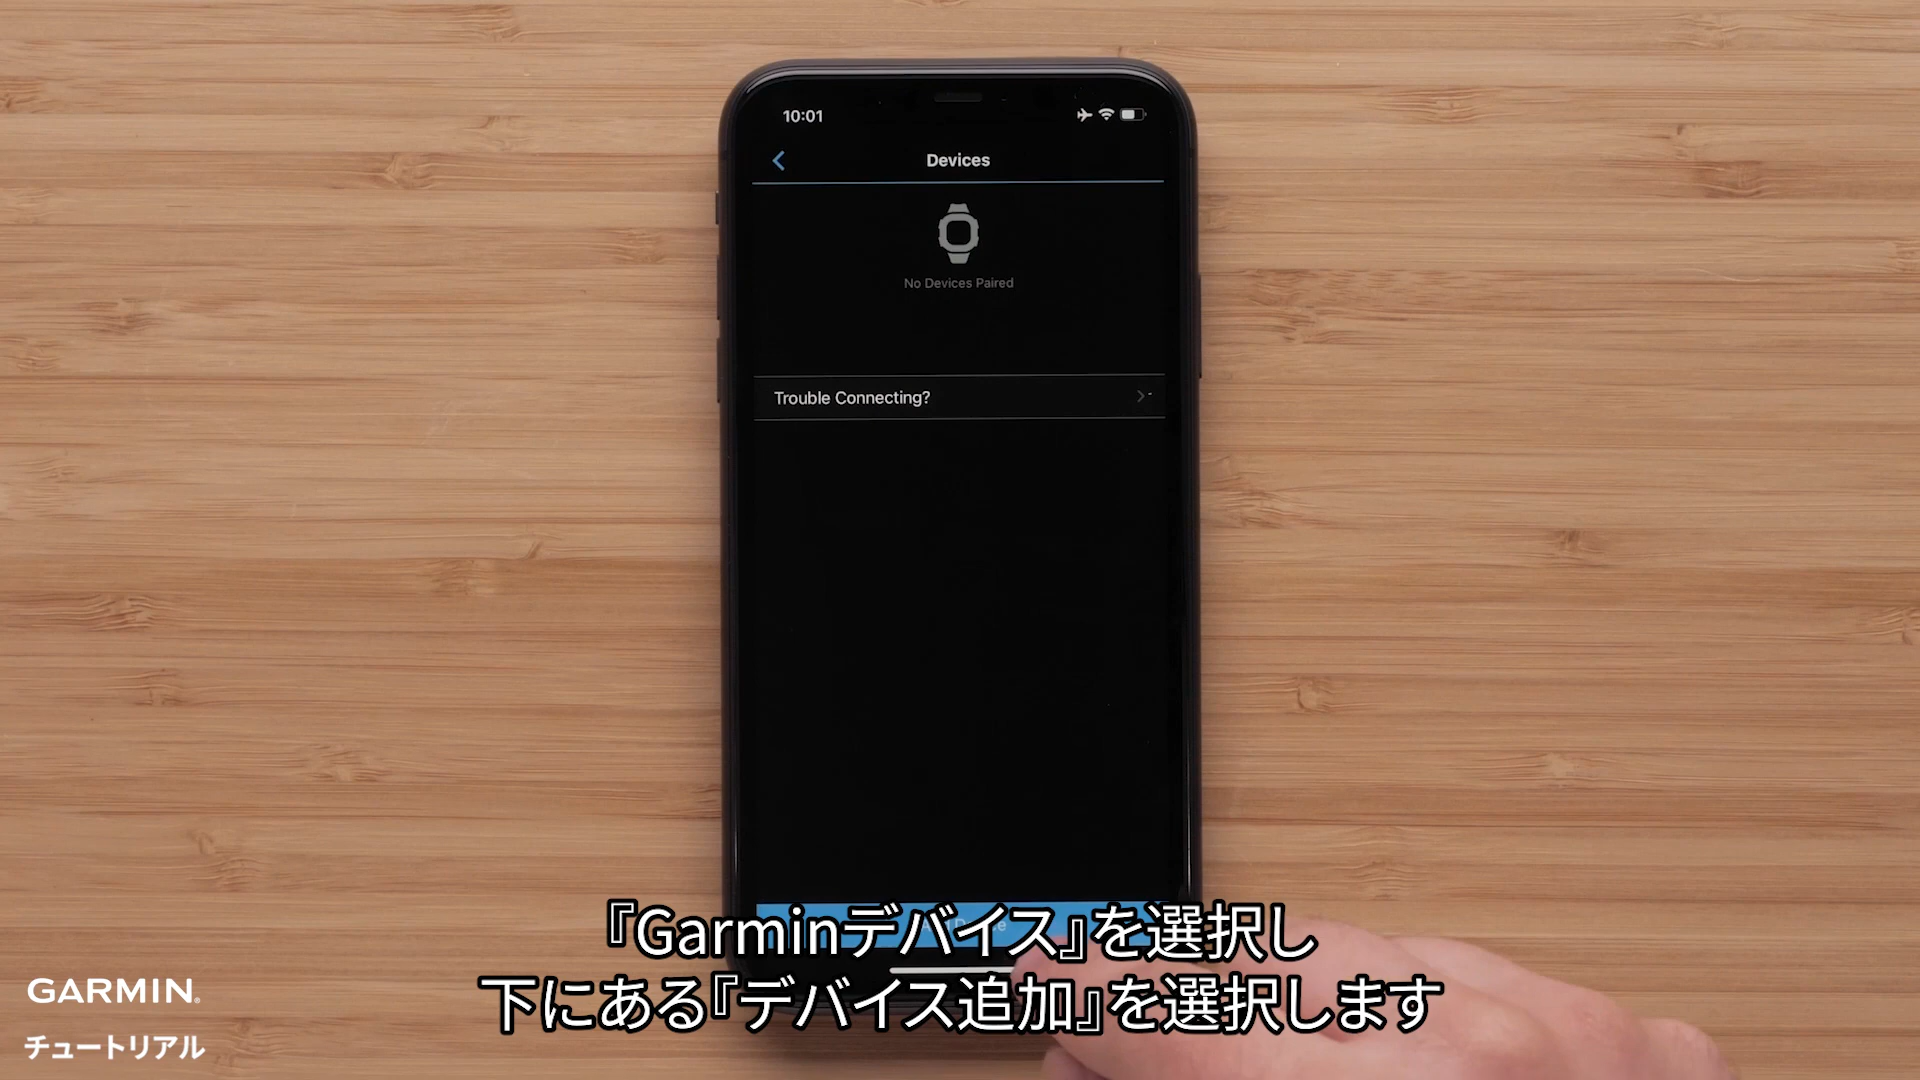 10:01
Devices
No Devices Paired
Trouble Connecting?
『Garminデバイス』を選択し
下にある『デバイス追加』を選択します
GARMIN.
チュートリアル